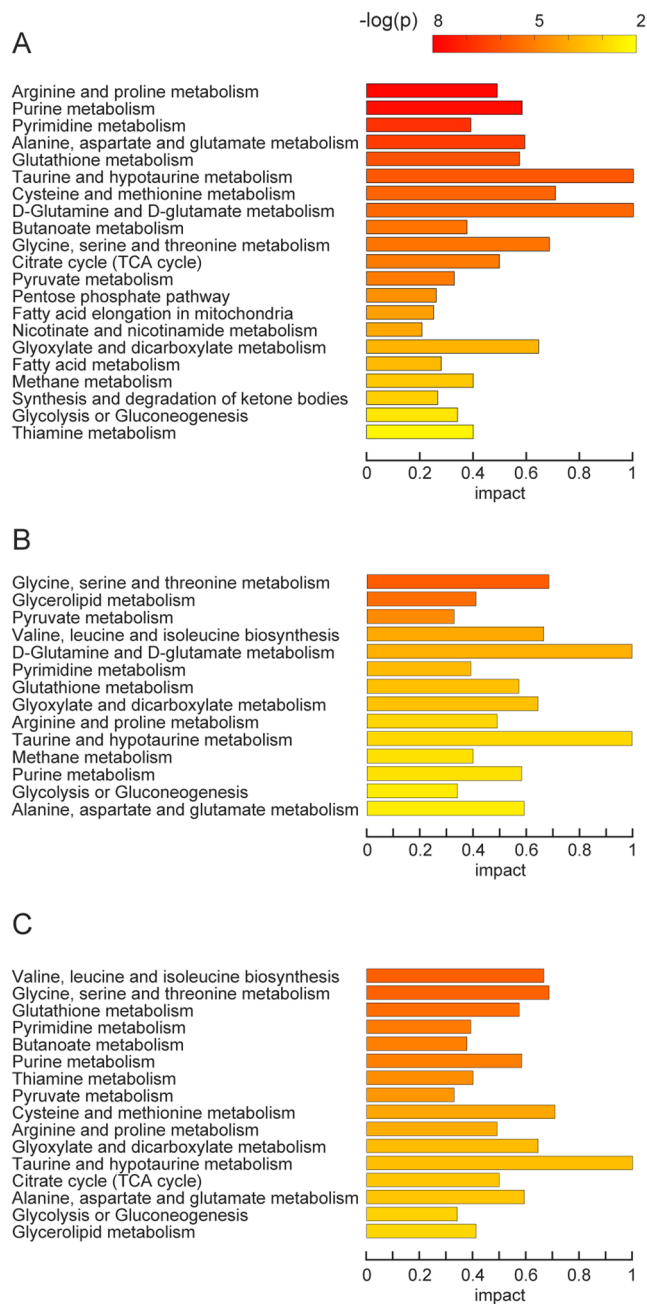 -log(p) 8 5 2
A
Arginine and proline metabolism
Purine metabolism
Pyrimidine metabolism
Alanine, aspartate and glutamate metabolism
Glutathione metabolism
Taurine and hypotaurine metabolism
Cysteine and methionine metabolism
D-Glutamine and D-glutamate metabolism
Butanoate metabolism
Glycine, serine and threonine metabolism
Citrate cycle (TCA cycle)
Pyruvate metabolism
Pentose phosphate pathway
Fatty acid elongation in mitochondria
Nicotinate and nicotinamide metabolism
Glyoxylate and dicarboxylate metabolism
Fatty acid metabolism
Methane metabolism
Synthesis and degradation of ketone bodies
Glycolysis or Gluconeogenesis
Thiamine metabolism
0 0.2 0.4 0.6 0.8 1
impact
B
Glycine, serine and threonine metabolism
Glycerolipid metabolism
Pyruvate metabolism
Valine, leucine and isoleucine biosynthesis
D-Glutamine and D-glutamate metabolism
Pyrimidine metabolism
Glutathione metabolism
Glyoxylate and dicarboxylate metabolism
Arginine and proline metabolism
Taurine and hypotaurine metabolism
Methane metabolism
Purine metabolism
Glycolysis or Gluconeogenesis
Alanine, aspartate and glutamate metabolism
0 0.2 0.4 0.6 0.8 1
impact
C
Valine, leucine and isoleucine biosynthesis
Glycine, serine and threonine metabolism
Glutathione metabolism
Pyrimidine metabolism
Butanoate metabolism
Purine metabolism
Thiamine metabolism
Pyruvate metabolism
Cysteine and methionine metabolism
Arginine and proline metabolism
Glyoxylate and dicarboxylate metabolism
Taurine and hypotaurine metabolism
Citrate cycle (TCA cycle)
Alanine, aspartate and glutamate metabolism
Glycolysis or Gluconeogenesis
Glycerolipid metabolism
0 0.2 0.4 0.6 0.8 1
impact